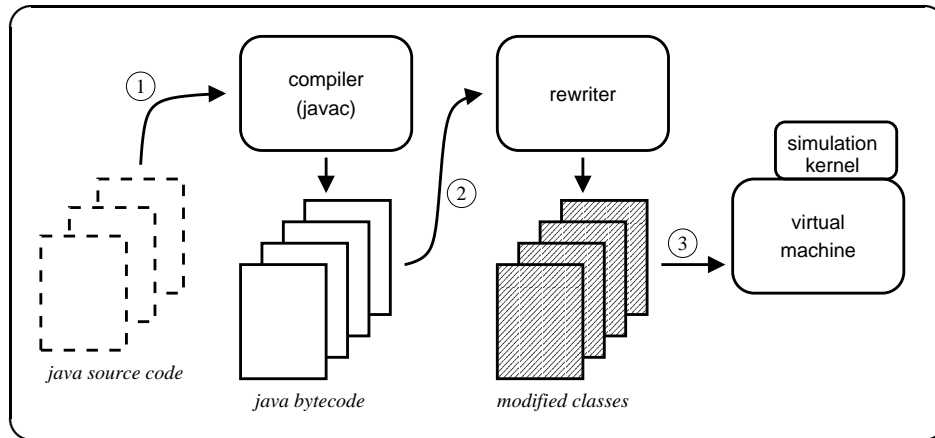 1
compiler
(javac)
rewriter
simulation
kernel
2
virtual
machine
3
java source code
java bytecode
modified classes